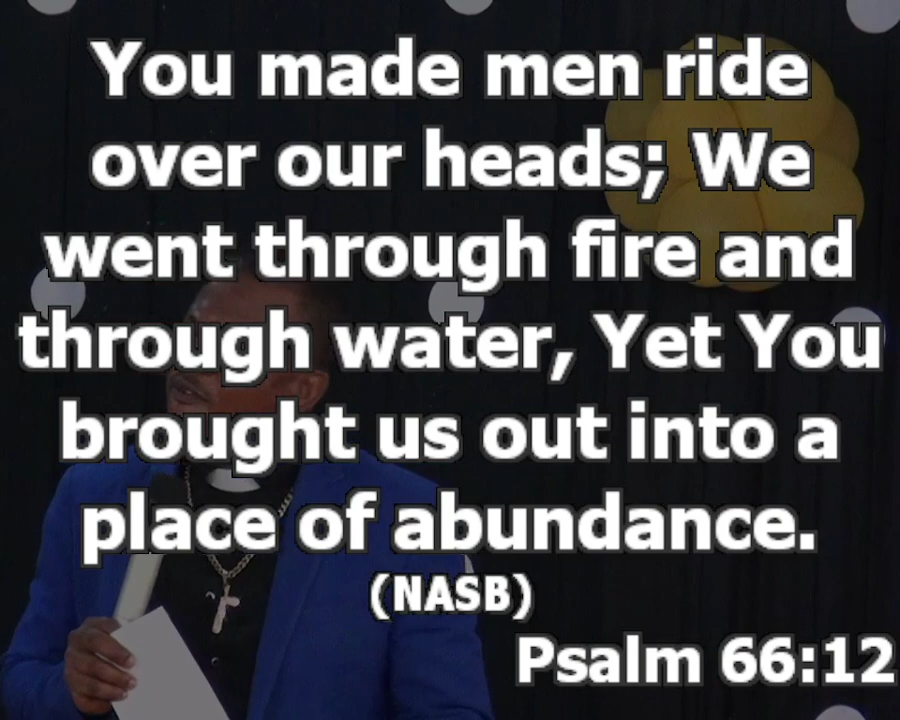 You made men ride
over our heads; We
went through fire and
through water, Yet You
brought us out into a
place of abundance.
(NASB)
Psalm 66:12